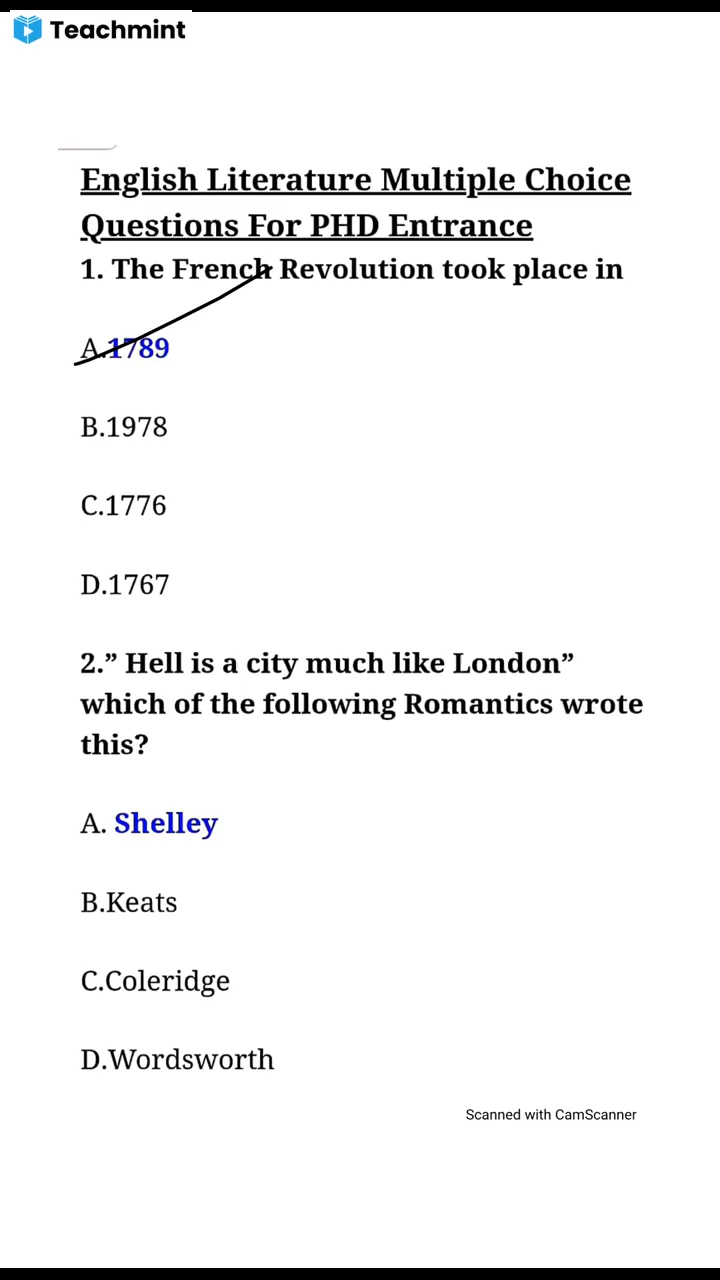 Teachmint
English Literature Multiple Choice
Questions For PHD Entrance
1. The French Revolution took place in
A.1789
B.1978
C.1776
D.1767
2.” Hell is a city much like London”
which of the following Romantics wrote
this?
A. Shelley
B.Keats
C.Coleridge
D.Wordsworth
Scanned with CamScanner